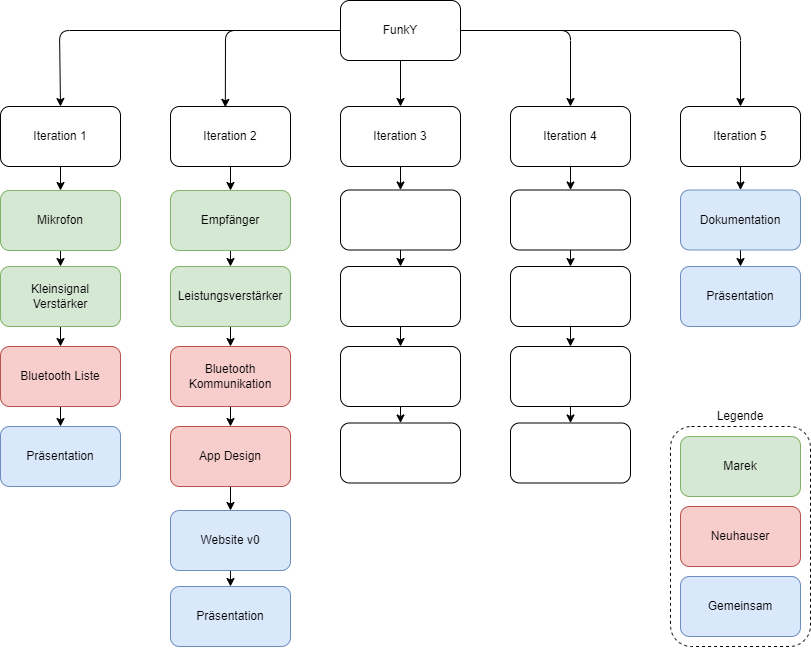 FunkY
Iteration 1
Iteration 2
Iteration 3
Iteration 4
Iteration 5
Mikrofon
Empfänger
Dokumentation
Kleinsignal
Verstärker
Leistungsverstärker
Präsentation
Bluetooth Liste
Bluetooth
Kommunikation
Präsentation
App Design
Website v0
Präsentation
Legende
Marek
Neuhauser
Gemeinsam